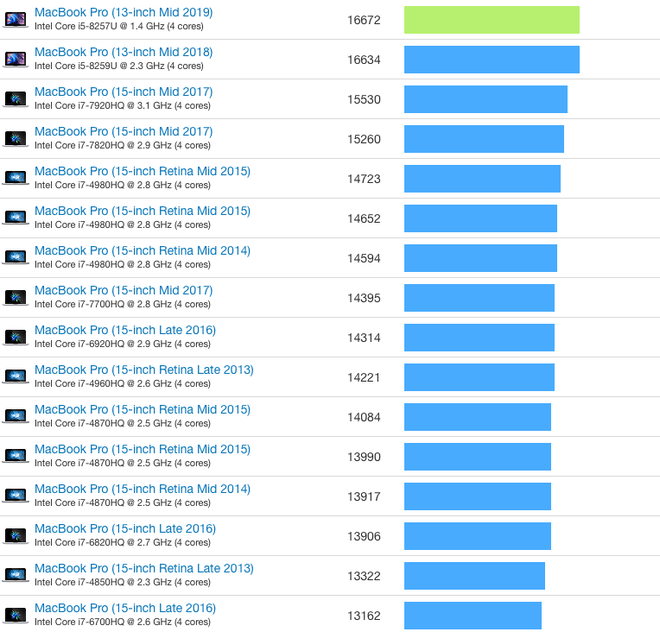 MacBook Pro (13-inch Mid 2019)
Intel Core i5-8257U @ 1.4 GHz (4 cores)
16672
MacBook Pro (13-inch Mid 2018)
Intel Core i5-8259U @ 2.3 GHz (4 cores)
16634
MacBook Pro (15-inch Mid 2017)
Intel Core i7-7920HQ @ 3.1 GHz (4 cores)
15530
MacBook Pro (15-inch Mid 2017)
Intel Core i7-7820HQ @ 2.9 GHz (4 cores)
15260
MacBook Pro (15-inch Retina Mid 2015)
Intel Core i7-4980HQ @ 2.8 GHz (4 cores)
14723
MacBook Pro (15-inch Retina Mid 2015)
Intel Core i7-4980HQ @ 2.8 GHz (4 cores)
14652
MacBook Pro (15-inch Retina Mid 2014)
Intel Core i7-4980HQ @ 2.8 GHz (4 cores)
14594
MacBook Pro (15-inch Mid 2017)
Intel Core i7-7700HQ @ 2.8 GHz (4 cores)
14395
MacBook Pro (15-inch Late 2016)
Intel Core i7-6920HQ @ 2.9 GHz (4 cores)
14314
MacBook Pro (15-inch Retina Late 2013)
Intel Core i7-4960HQ @ 2.6 GHz (4 cores)
14221
MacBook Pro (15-inch Retina Mid 2015)
Intel Core i7-4870HQ @ 2.5 GHz (4 cores)
14084
MacBook Pro (15-inch Retina Mid 2015)
Intel Core i7-4870HQ @ 2.5 GHz (4 cores)
13990
MacBook Pro (15-inch Retina Mid 2014)
Intel Core i7-4870HQ @ 2.5 GHz (4 cores)
13917
MacBook Pro (15-inch Late 2016)
Intel Core i7-6820HQ @ 2.7 GHz (4 cores)
13906
MacBook Pro (15-inch Retina Late 2013)
Intel Core i7-4850HQ @ 2.3 GHz (4 cores)
13322
MacBook Pro (15-inch Late 2016)
Intel Core i7-6700HQ @ 2.6 GHz (4 cores)
13162